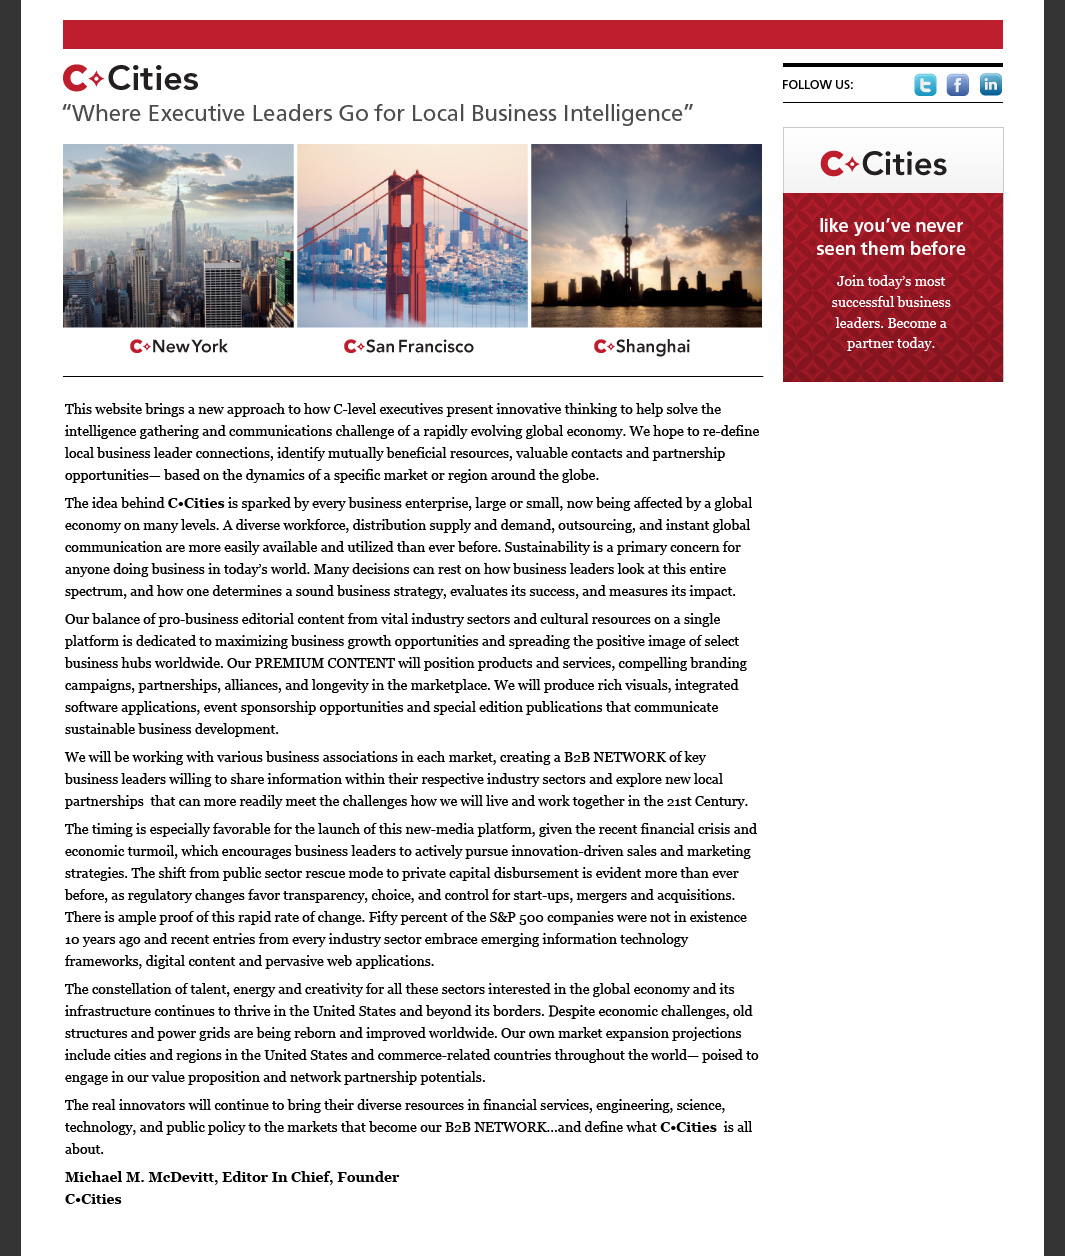 C Cities
"Where Executive Leaders Go for Local Business Intelligence"
FOLLOW US:
t f in
C Cities
like you've never
seen them before
Join today's most
successful business
leaders. Become a
partner today.
C New York
C San Francisco
C Shanghai
This website brings a new approach to how C-level executives present innovative thinking to help solve the
intelligence gathering and communications challenge of a rapidly evolving global economy. We hope to re-define
local business leader connections, identify mutually beneficial resources, valuable contacts and partnership
opportunities— based on the dynamics of a specific market or region around the globe.
The idea behind C•Cities is sparked by every business enterprise, large or small, now being affected by a global
economy on many levels. A diverse workforce, distribution supply and demand, outsourcing, and instant global
communication are more easily available and utilized than ever before. Sustainability is a primary concern for
anyone doing business in today's world. Many decisions can rest on how business leaders look at this entire
spectrum, and how one determines a sound business strategy, evaluates its success, and measures its impact.
Our balance of pro-business editorial content from vital industry sectors and cultural resources on a single
platform is dedicated to maximizing business growth opportunities and spreading the positive image of select
business hubs worldwide. Our PREMIUM CONTENT will position products and services, compelling branding
campaigns, partnerships, alliances, and longevity in the marketplace. We will produce rich visuals, integrated
software applications, event sponsorship opportunities and special edition publications that communicate
sustainable business development.
We will be working with various business associations in each market, creating a B2B NETWORK of key
business leaders willing to share information within their respective industry sectors and explore new local
partnerships that can more readily meet the challenges how we will live and work together in the 21st Century.
The timing is especially favorable for the launch of this new-media platform, given the recent financial crisis and
economic turmoil, which encourages business leaders to actively pursue innovation-driven sales and marketing
strategies. The shift from public sector rescue mode to private capital disbursement is evident more than ever
before, as regulatory changes favor transparency, choice, and control for start-ups, mergers and acquisitions.
There is ample proof of this rapid rate of change. Fifty percent of the S&P 500 companies were not in existence
10 years ago and recent entries from every industry sector embrace emerging information technology
frameworks, digital content and pervasive web applications.
The constellation of talent, energy and creativity for all these sectors interested in the global economy and its
infrastructure continues to thrive in the United States and beyond its borders. Despite economic challenges, old
structures and power grids are being reborn and improved worldwide. Our own market expansion projections
include cities and regions in the United States and commerce-related countries throughout the world— poised to
engage in our value proposition and network partnership potentials.
The real innovators will continue to bring their diverse resources in financial services, engineering, science,
technology, and public policy to the markets that become our B2B NETWORK...and define what C•Cities is all
about.
Michael M. McDevitt, Editor In Chief, Founder
C•Cities